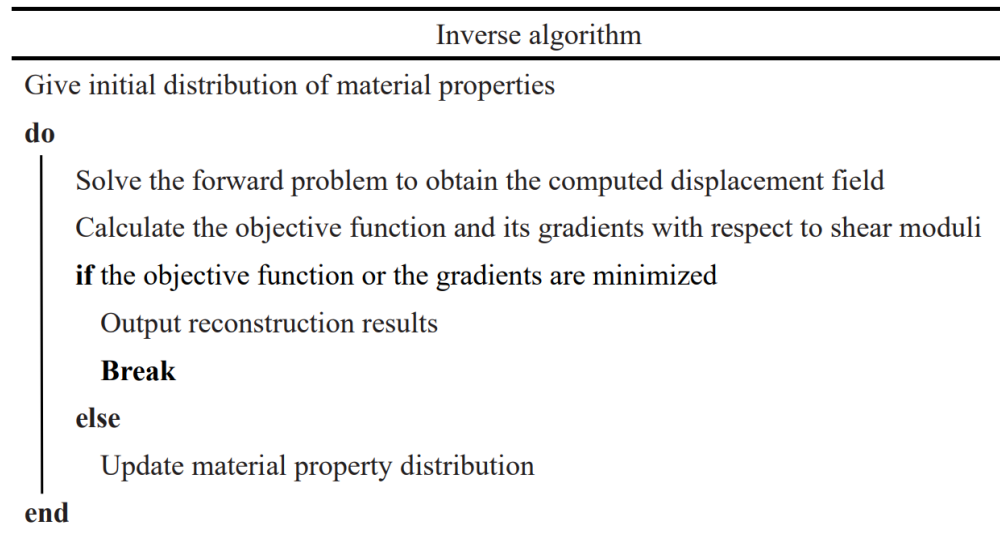 Inverse algorithm
Give initial distribution of material properties
do
Solve the forward problem to obtain the computed displacement field
Calculate the objective function and its gradients with respect to shear moduli
if the objective function or the gradients are minimized
Output reconstruction results
Break
else
Update material property distribution
end